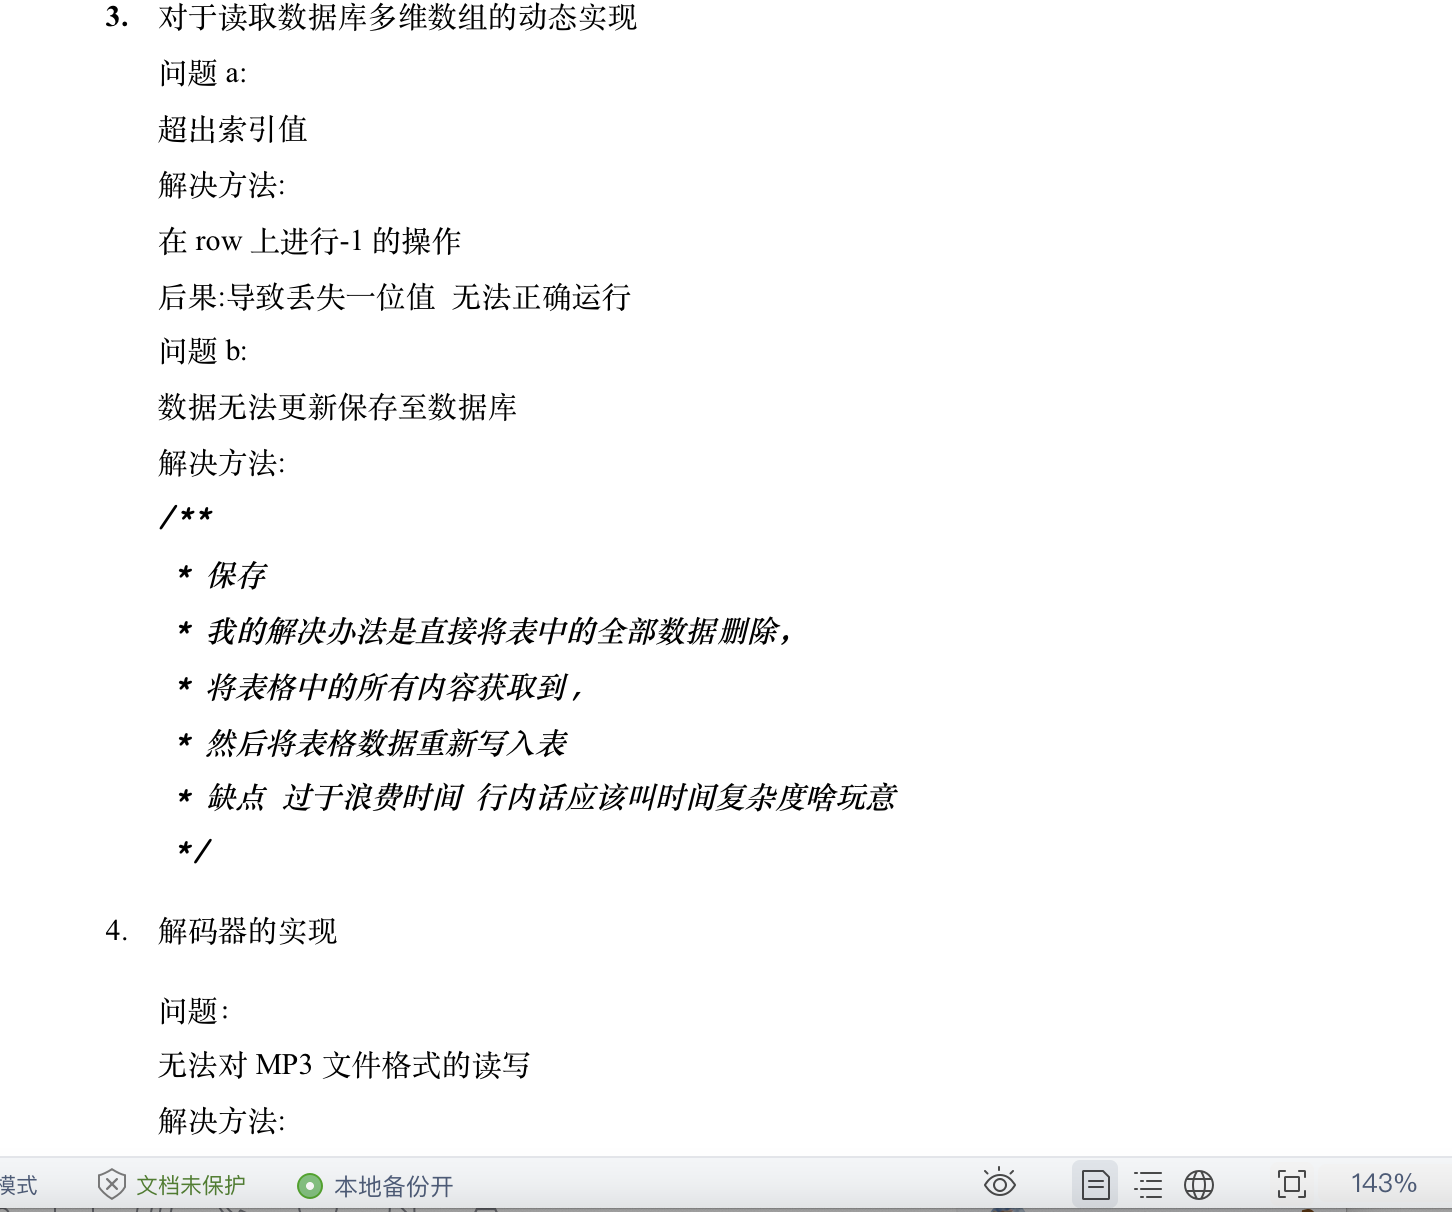 3. 对于读取数据库多维数组的动态实现
问题 a:
超出索引值
解决方法:
在 row 上进行-1 的操作
后果:导致丢失一位值 无法正确运行
问题 b:
数据无法更新保存至数据库
解决方法:
/**
* 保存
* 我的解决办法是直接将表中的全部数据删除，
* 将表格中的所有内容获取到，
* 然后将表格数据重新写入表
* 缺点 过于浪费时间 行内话应该叫时间复杂度啥玩意
*/
4. 解码器的实现
问题：
无法对 MP3 文件格式的读写
解决方法:
模式 文档未保护 本地备份开 143%